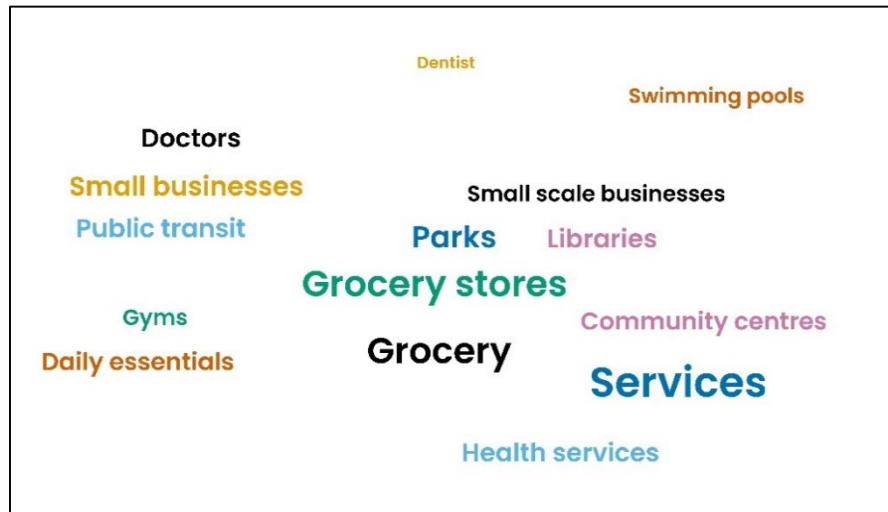 Dentist
Swimming pools
Doctors
Small businesses
Small scale businesses
Public transit
Parks
Libraries
Grocery stores
Gyms
Community centres
Grocery
Daily essentials
Services
Health services